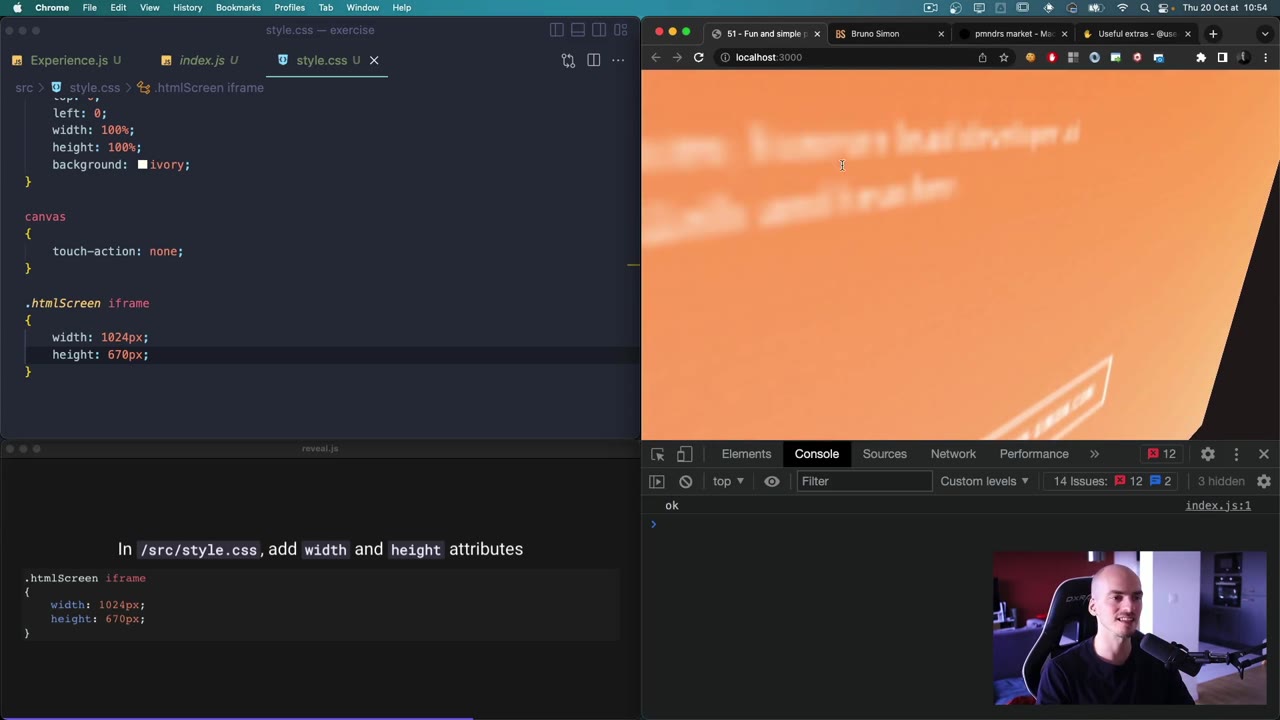 Chrome File Edit View History Bookmarks Profiles Tab Window Help
Thu 20 Oct at 10:54
style.css — exercise
Experience.js U
index.js U
style.css U
src > style.css > .htmlScreen iframe
left: 0;
width: 100%;
height: 100%;
background: ivory;
}
canvas
{
touch-action: none;
}
.htmlScreen iframe
{
width: 1024px;
height: 670px;
}
51 - Fun and simple p
Bruno Simon
pmndrs market - Mac
Useful extras - @use
localhost:3000
Elements Console Sources Network Performance » 12
top ▼ Filter Custom levels ▼ 14 Issues: 12 2 3 hidden
ok index.js:1
>
reveal.js
In /src/style.css, add width and height attributes
.htmlScreen iframe
{
width: 1024px;
height: 670px;
}